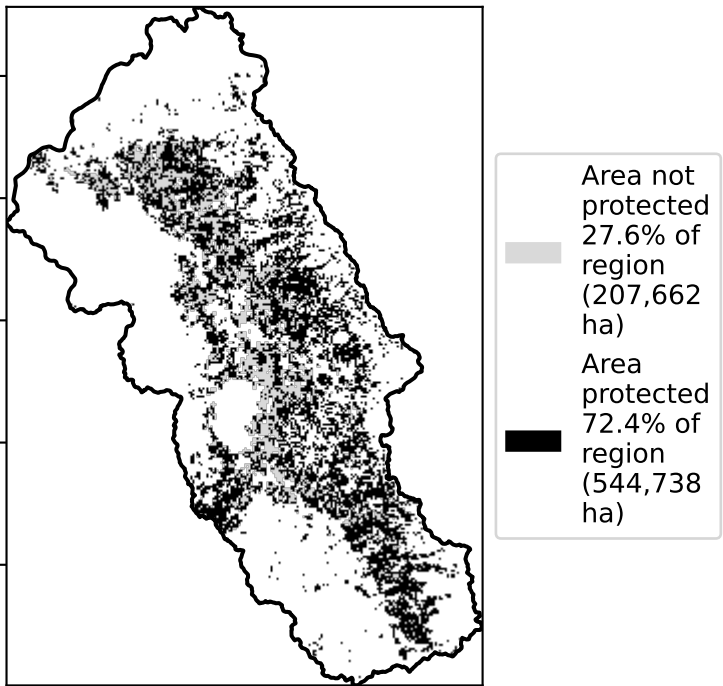 Area not
protected
27.6% of
region
(207,662
ha)
Area
protected
72.4% of
region
(544,738
ha)